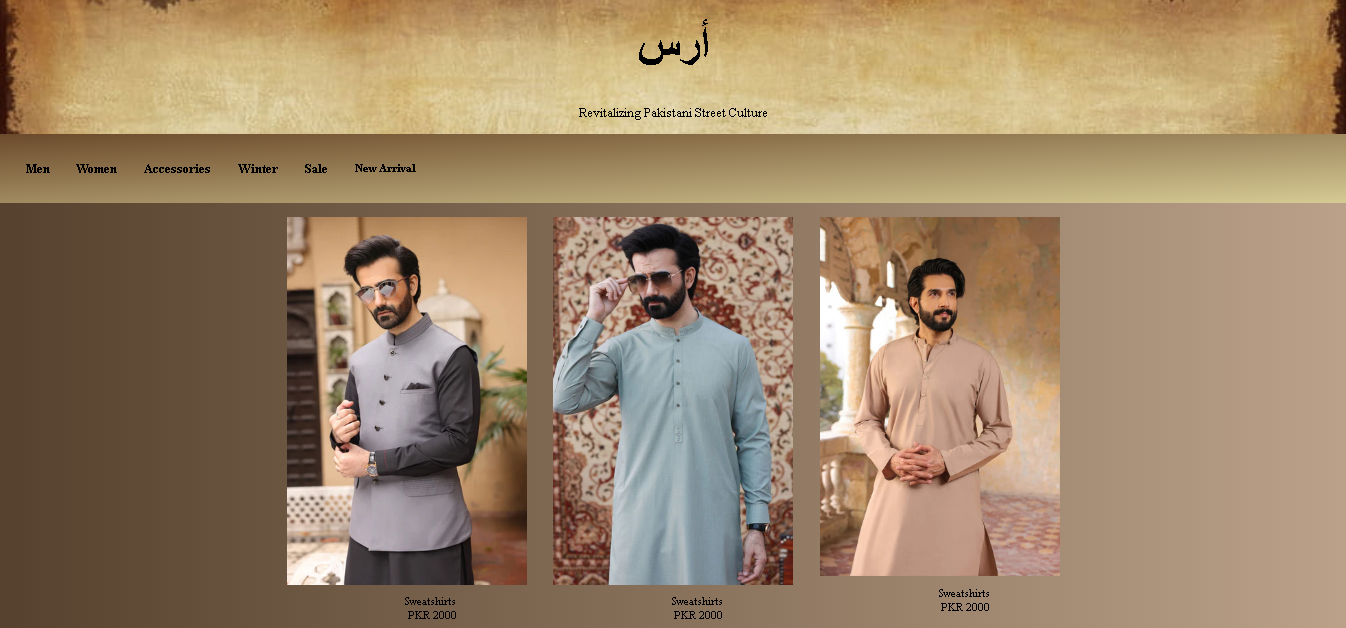 أرس
Revitalizing Pakistani Street Culture
Men Women Accessories Winter Sale New Arrival
Sweatshirts
PKR 2000
Sweatshirts
PKR 2000
Sweatshirts
PKR 2000